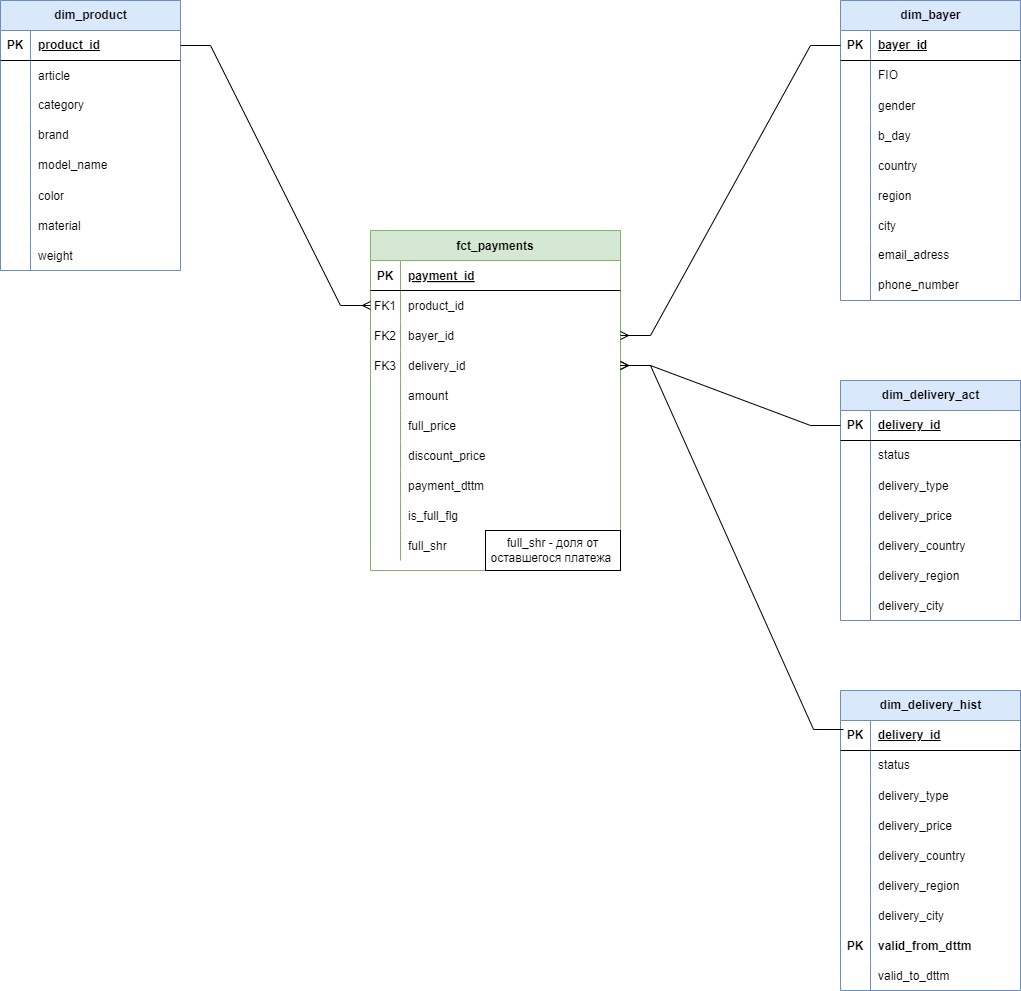 dim_product
PK product_id
article
category
brand
model_name
color
material
weight
dim_bayer
PK bayer_id
FIO
gender
b_day
country
region
city
email_adress
phone_number
fct_payments
PK payment_id
FK1 product_id
FK2 bayer_id
FK3 delivery_id
amount
full_price
discount_price
payment_dttm
is_full_flg
full_shr
full_shr - доля от
оставшегося платежа
dim_delivery_act
PK delivery_id
status
delivery_type
delivery_price
delivery_country
delivery_region
delivery_city
dim_delivery_hist
PK delivery_id
status
delivery_type
delivery_price
delivery_country
delivery_region
delivery_city
PK valid_from_dttm
valid_to_dttm